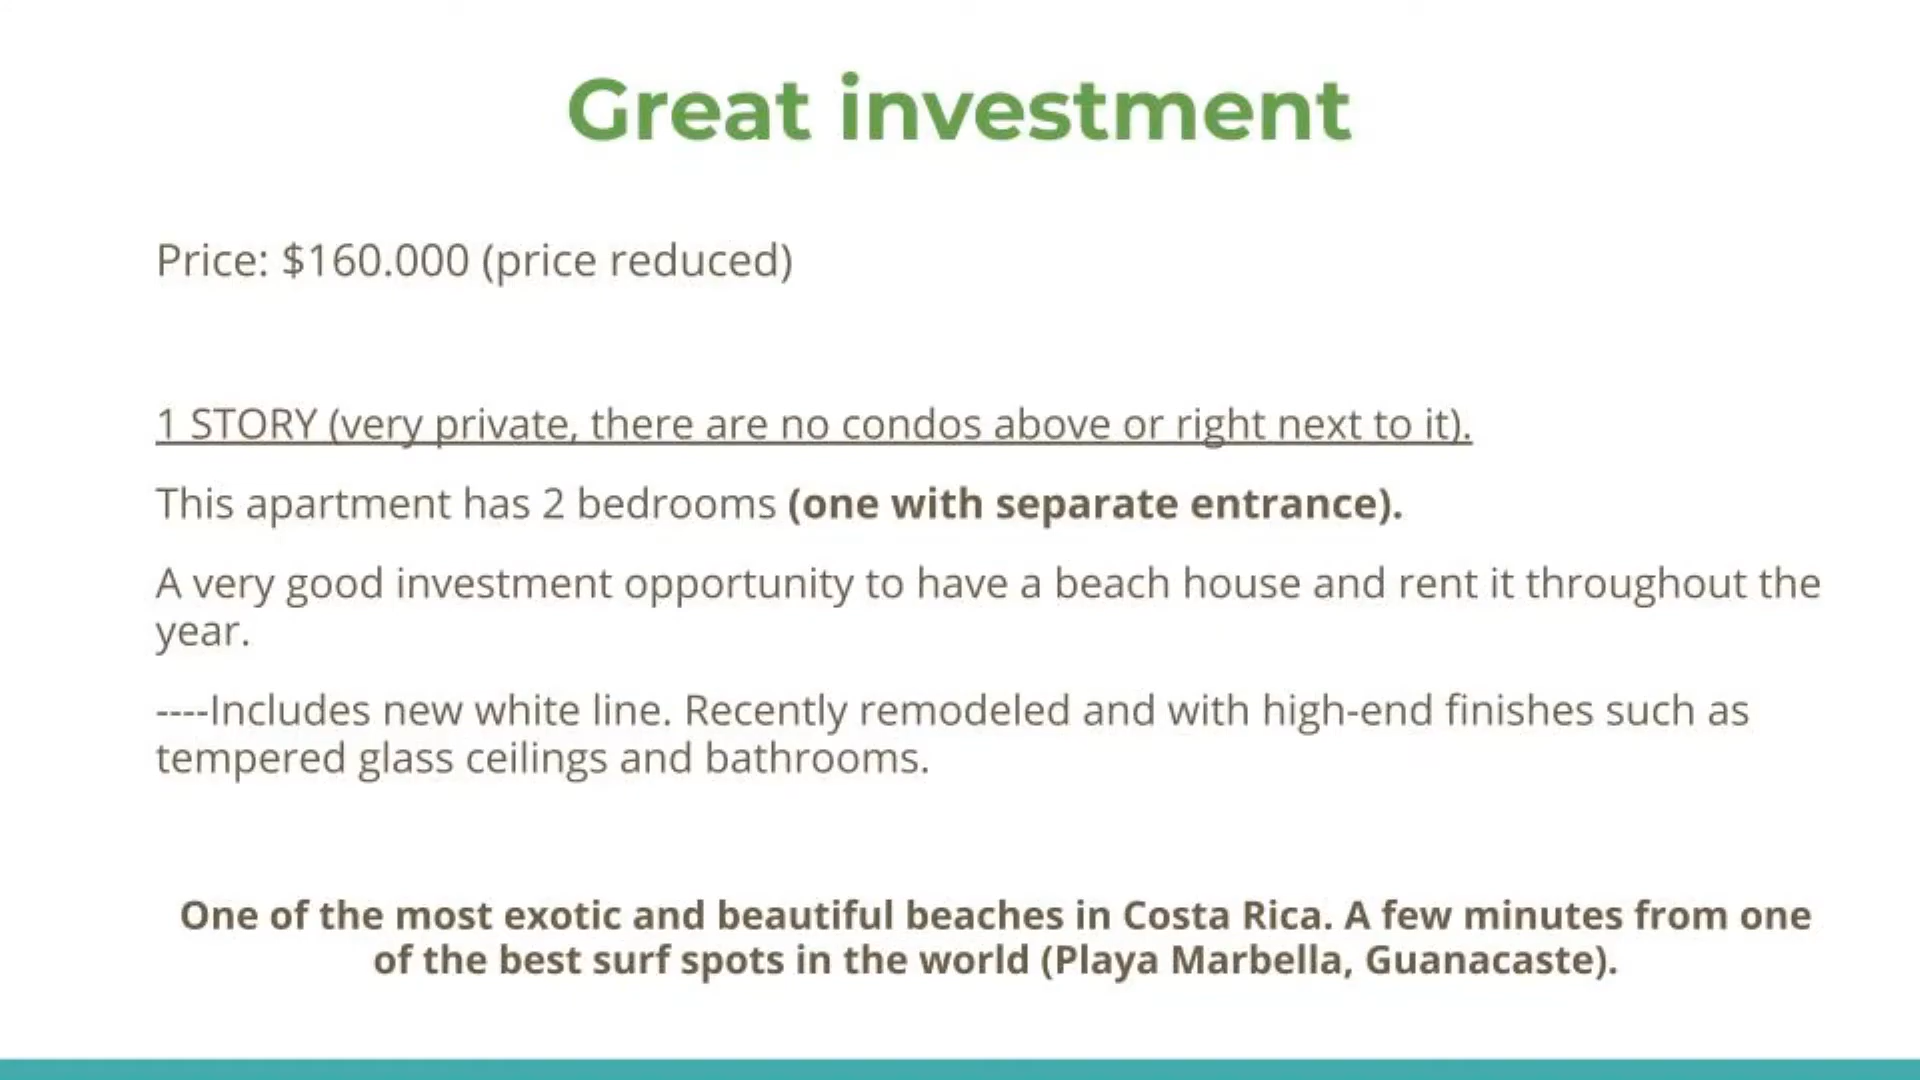 Great investment
Price: $160.000 (price reduced)
1 STORY (very private, there are no condos above or right next to it).
This apartment has 2 bedrooms (one with separate entrance).
A very good investment opportunity to have a beach house and rent it throughout the
year.
----Includes new white line. Recently remodeled and with high-end finishes such as
tempered glass ceilings and bathrooms.
One of the most exotic and beautiful beaches in Costa Rica. A few minutes from one
of the best surf spots in the world (Playa Marbella, Guanacaste).